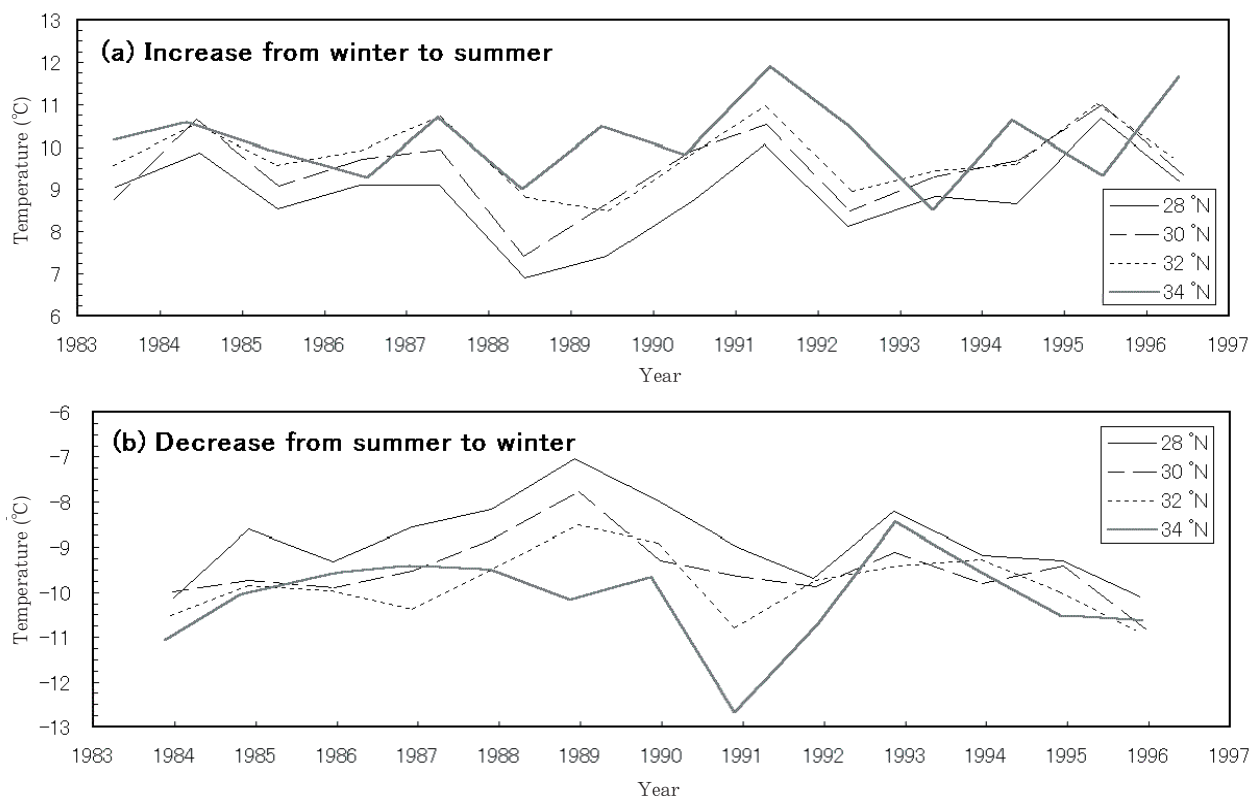 (a) Increase from winter to summer
Temperature (℃)
13
12
11
10
9
8
7
6
28 °N
30 °N
32 °N
34 °N
1983 1984 1985 1986 1987 1988 1989 1990 1991 1992 1993 1994 1995 1996 1997
Year
(b) Decrease from summer to winter
Temperature (℃)
-6
-7
-8
-9
-10
-11
-12
-13
28 °N
30 °N
32 °N
34 °N
1983 1984 1985 1986 1987 1988 1989 1990 1991 1992 1993 1994 1995 1996 1997
Year